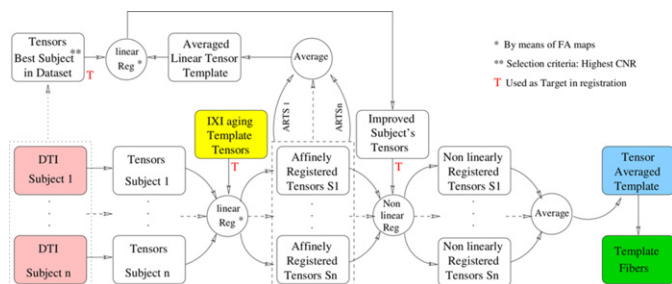 Tensors
Best Subject**
in Dataset
T
linear
Reg *
Averaged
Linear Tensor
Template
Average
* By means of FA maps
** Selection criteria: Highest CNR
T Used as Target in registration
ARTS 1
ARTSn
IXI aging
Template
Tensors
T
Improved
Subject's
Tensors
T
DTI
Subject 1
Tensors
Subject 1
Affinely
Registered
Tensors S1
Non linearly
Registered
Tensors S1
Tensor
Averaged
Template
linear
Reg *
Non
linear
Reg
Average
DTI
Subject n
Tensors
Subject n
Affinely
Registered
Tensors Sn
Non linearly
Registered
Tensors Sn
Template
Fibers